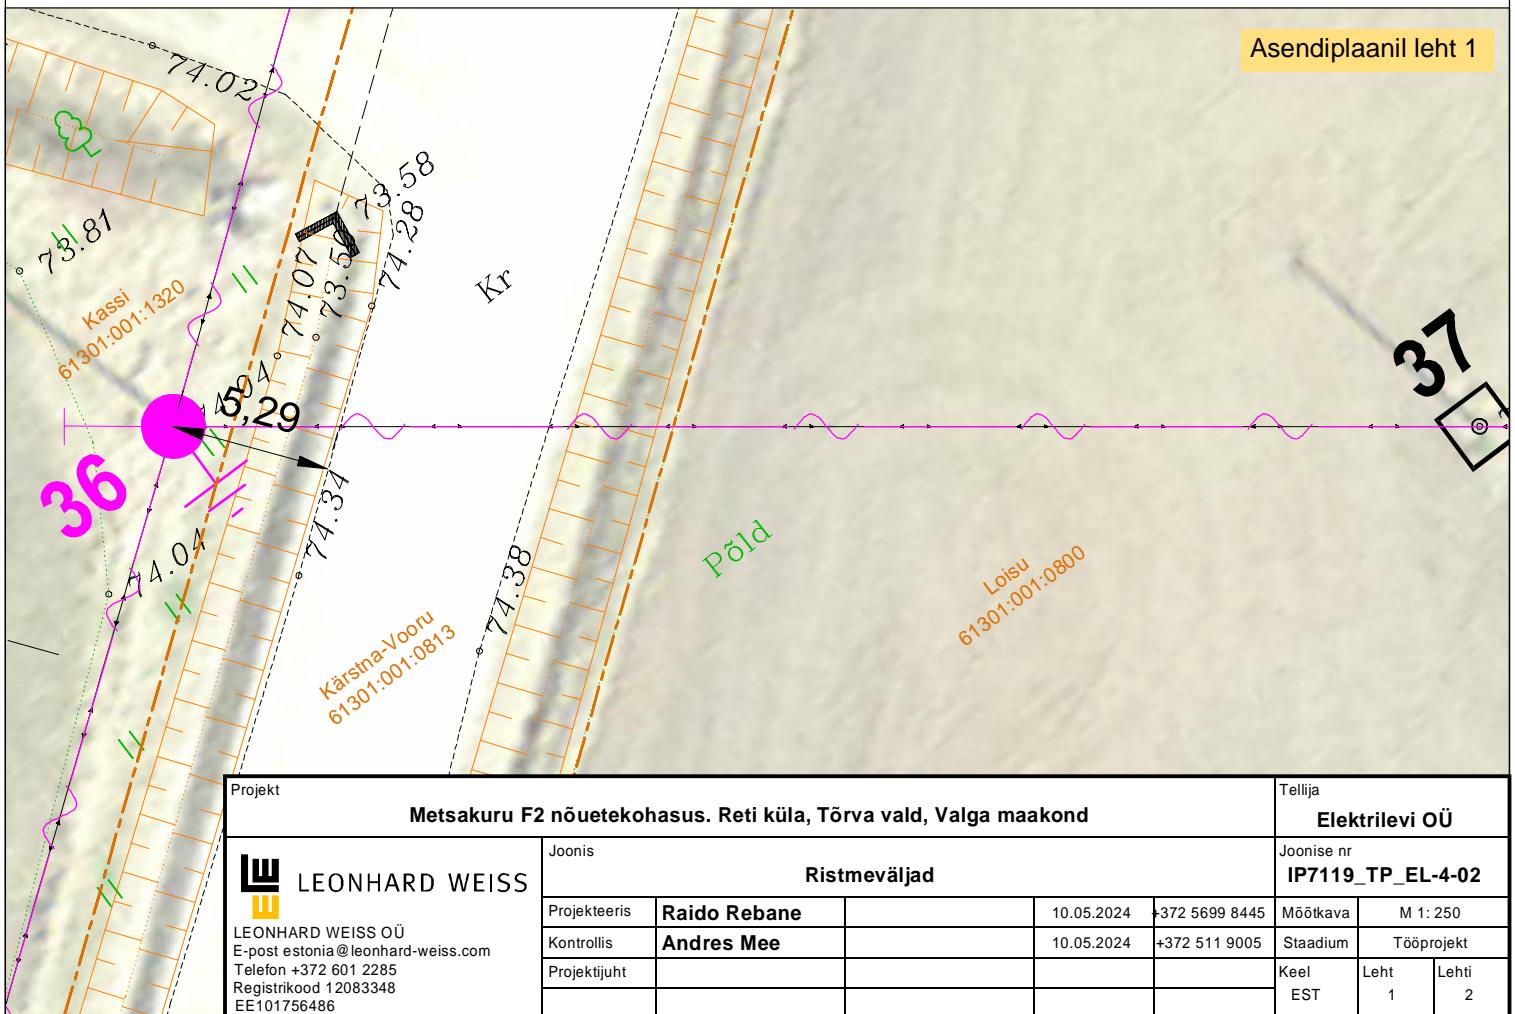 Asendiplaanil leht 1
74.02
73.58
74.28
73.81
74.07
Kr
Kassi
61301:001:1320
37
5,29
36
74.34
74.04
74.38
Põld
Loisu
61301:001:0800
Kärstna-Vooru
61301:001:0813
Projekt
Metsakuru F2 nõuetekohasus. Reti küla, Tõrva vald, Valga maakond
Tellija
Elektrilevi OÜ
LEONHARD WEISS
Joonis
Ristmeväljad
Joonise nr
IP7119_TP_EL-4-02
Projekteeris Raido Rebane 10.05.2024 +372 5699 8445 Mõõtkava M 1: 250
Kontrollis Andres Mee 10.05.2024 +372 511 9005 Staadium Tööprojekt
Projektijuht
Keel Leht Lehti
EST 1 2
LEONHARD WEISS OÜ
E-post estonia@leonhard-weiss.com
Telefon +372 601 2285
Registrikood 12083348
EE101756486